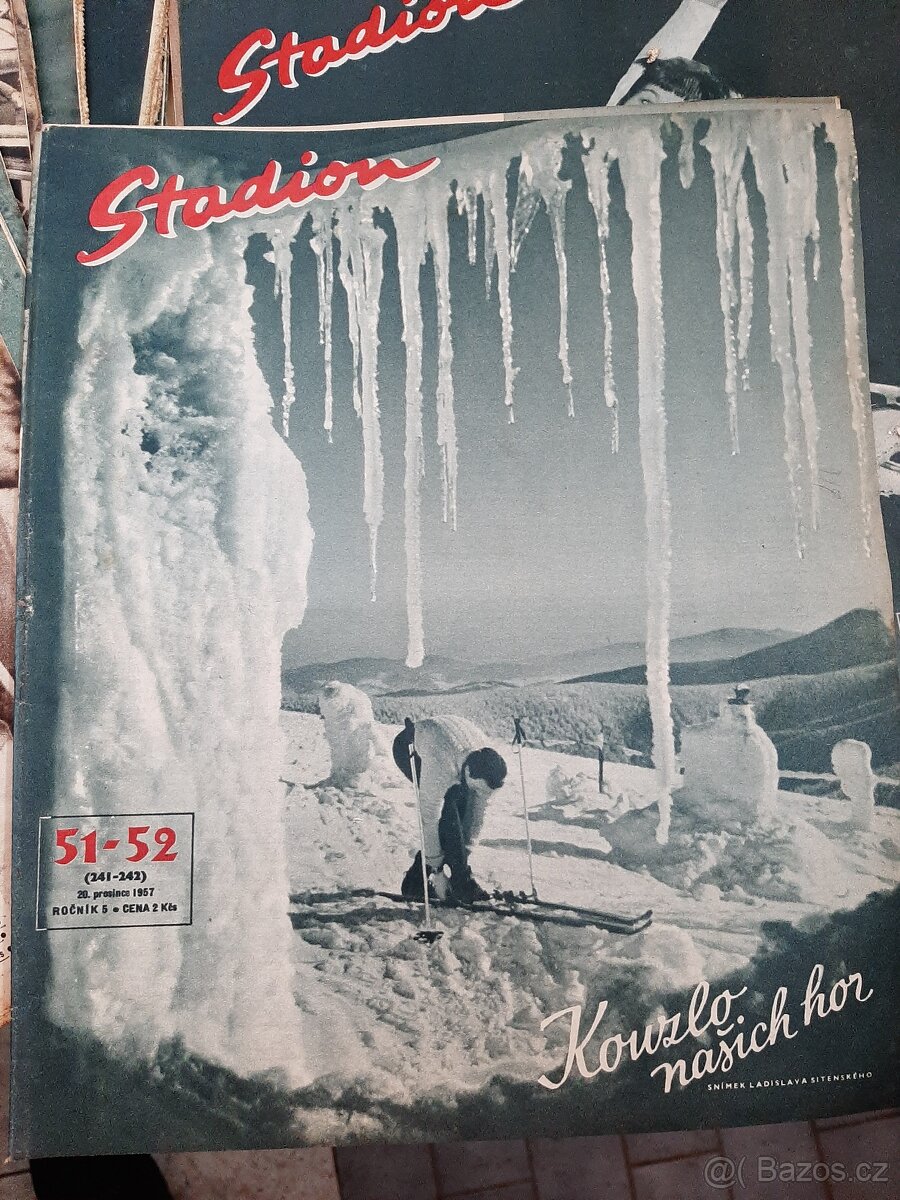 Stadion
Stadion
51-52
(241-242)
20. prosince 1957
ROČNÍK 5 • CENA 2 Kčs
Kouzlo
našich hor
SNÍMEK LADISLAVA SITENSKÉHO
@( Bazos.cz